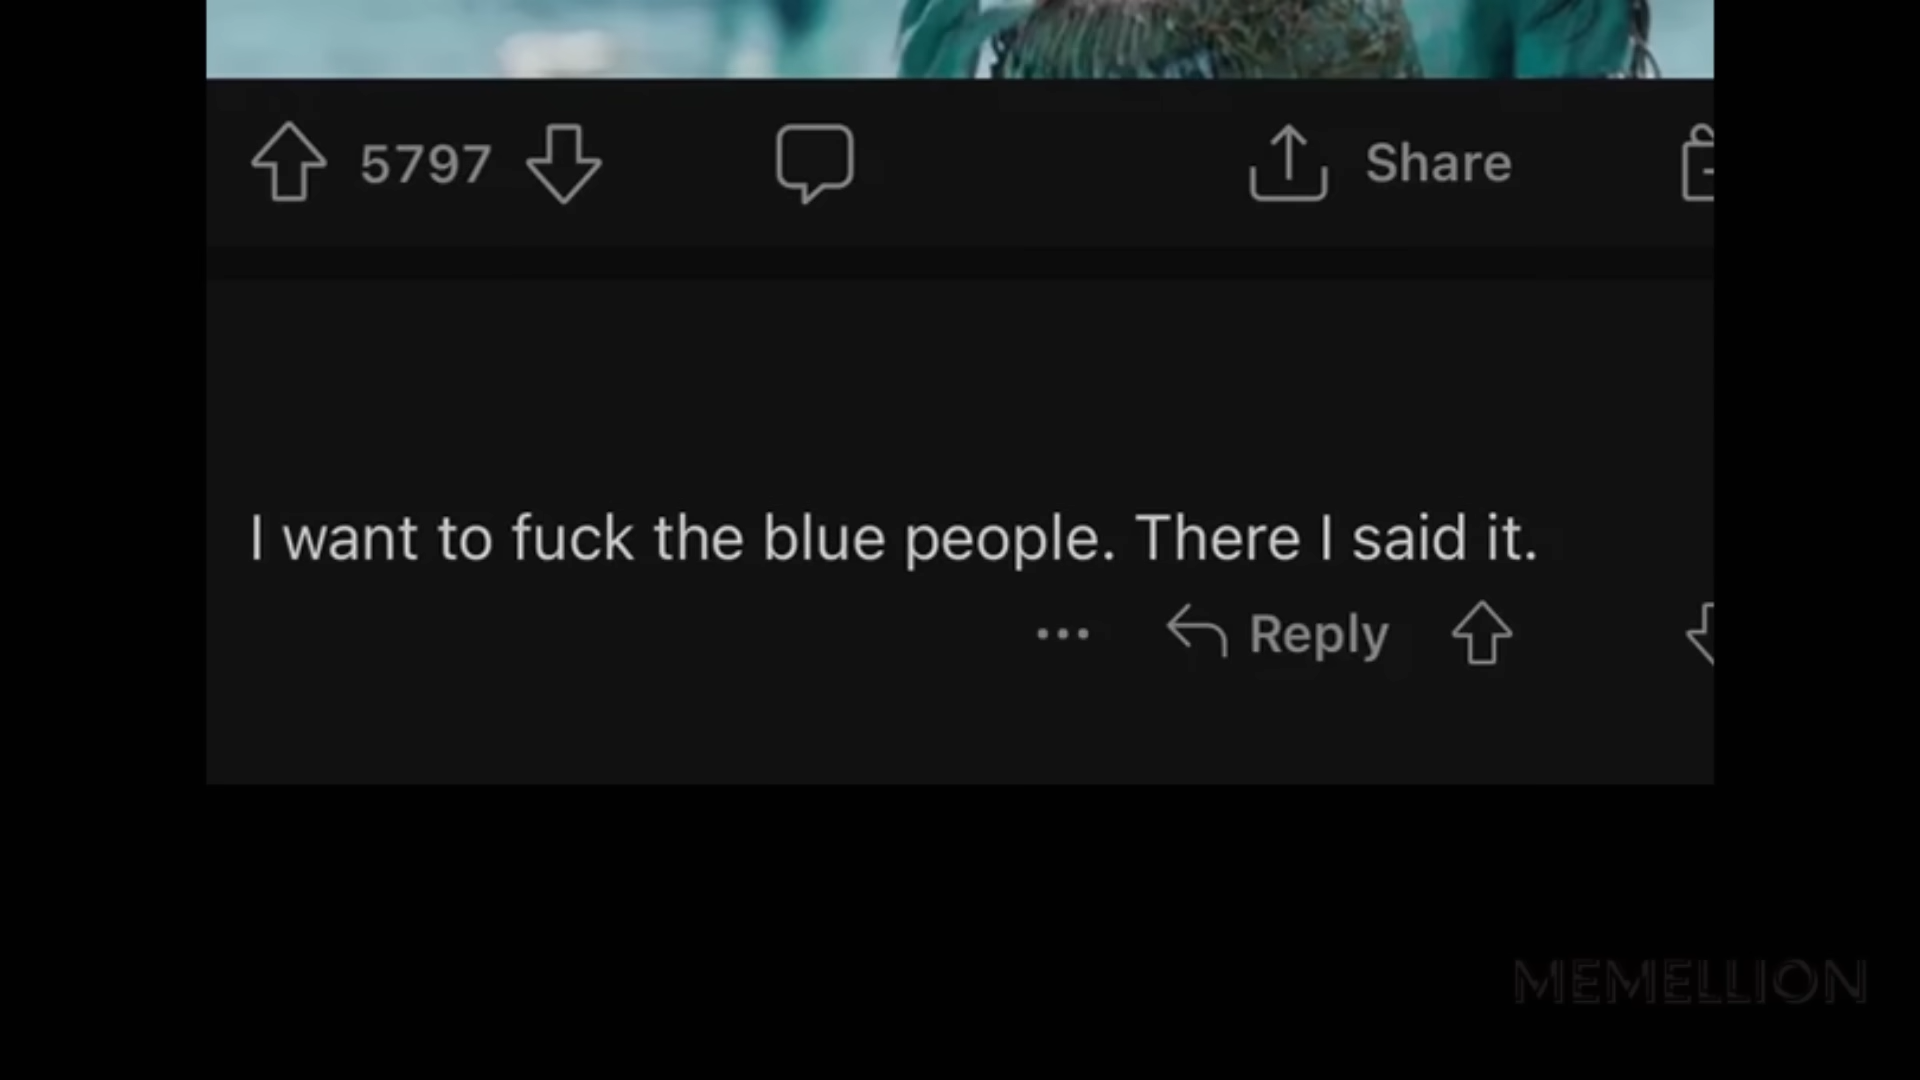 5797
Share
I want to fuck the blue people. There I said it.
Reply
MEMELLION